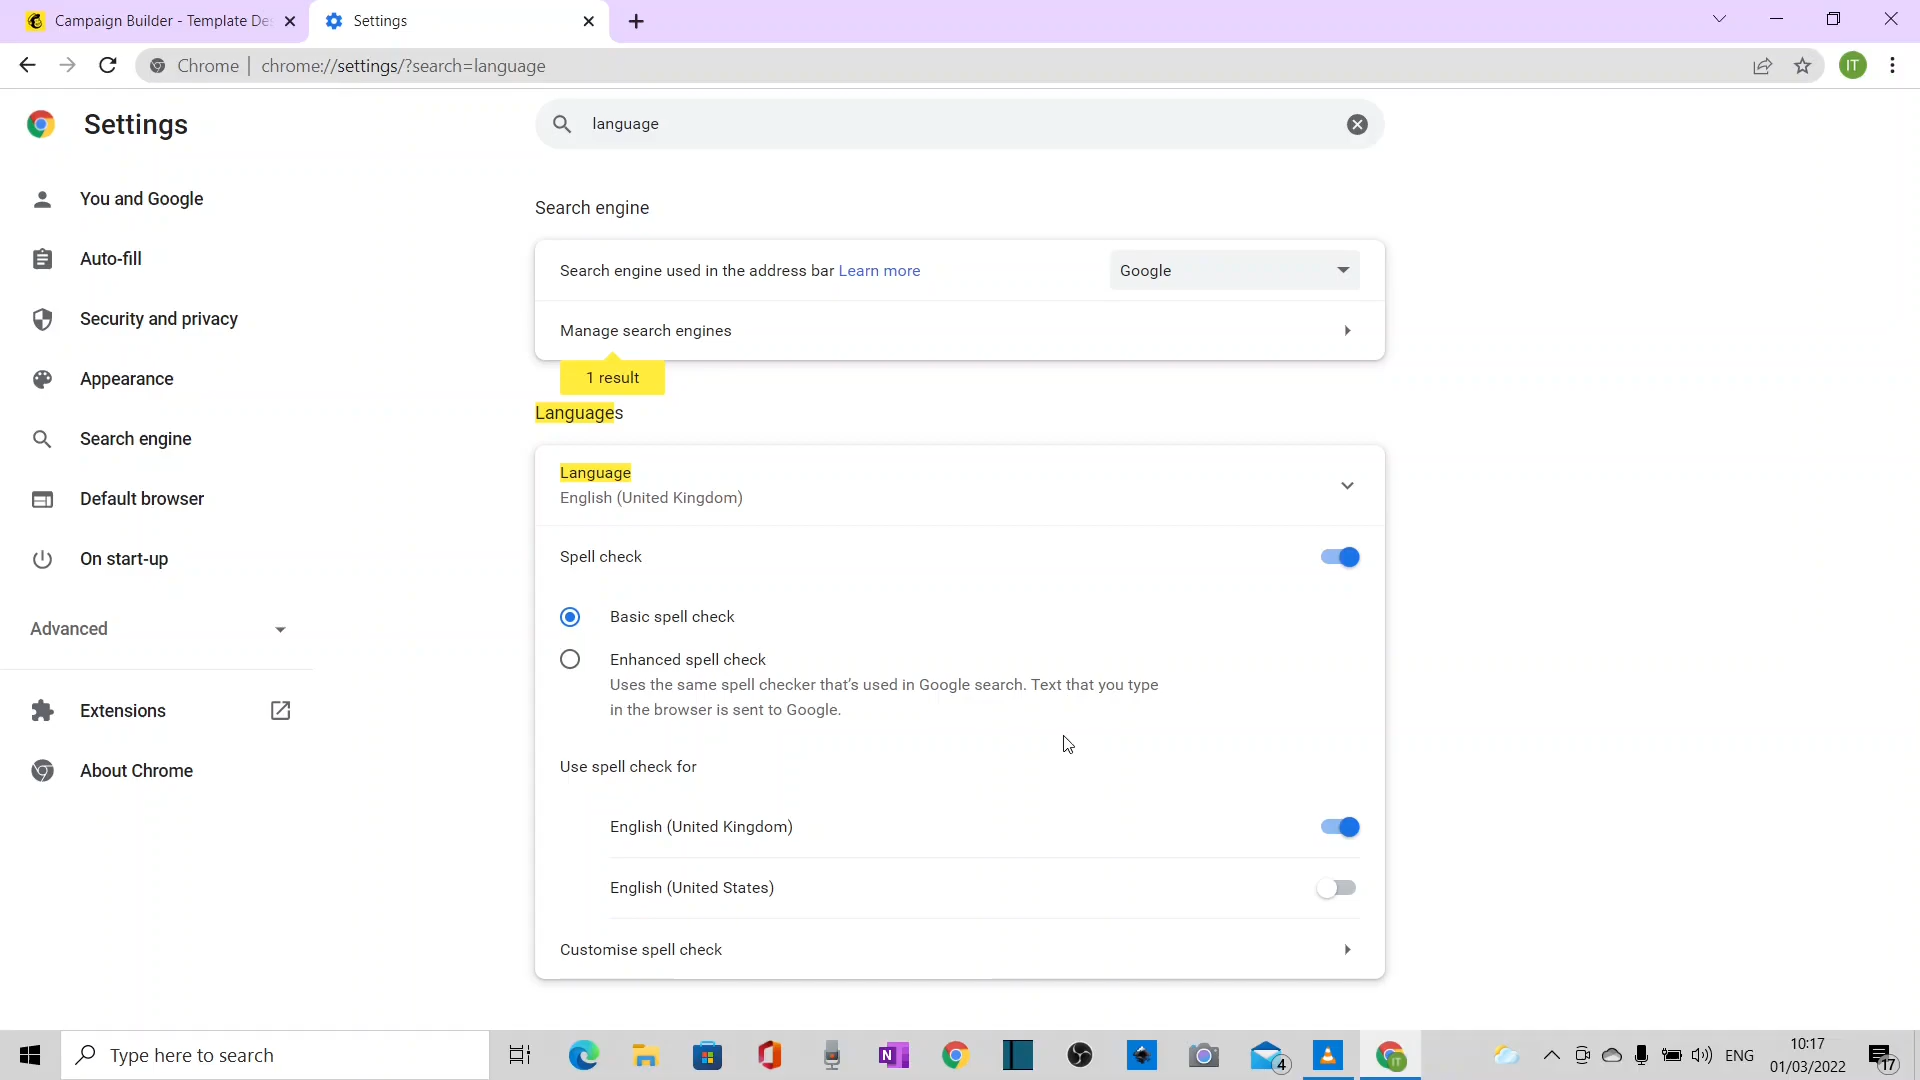 Campaign Builder - Template De
Settings
Chrome | chrome://settings/?search=language
IT
Settings
language
You and Google
Auto-fill
Security and privacy
Appearance
Search engine
Default browser
On start-up
Advanced
Extensions
About Chrome
Search engine
Search engine used in the address bar Learn more
Google
Manage search engines
1 result
Languages
Language
English (United Kingdom)
Spell check
Basic spell check
Enhanced spell check
Uses the same spell checker that's used in Google search. Text that you type
in the browser is sent to Google.
Use spell check for
English (United Kingdom)
English (United States)
Customise spell check
Type here to search
N
4
IT
ENG
10:17
01/03/2022
17